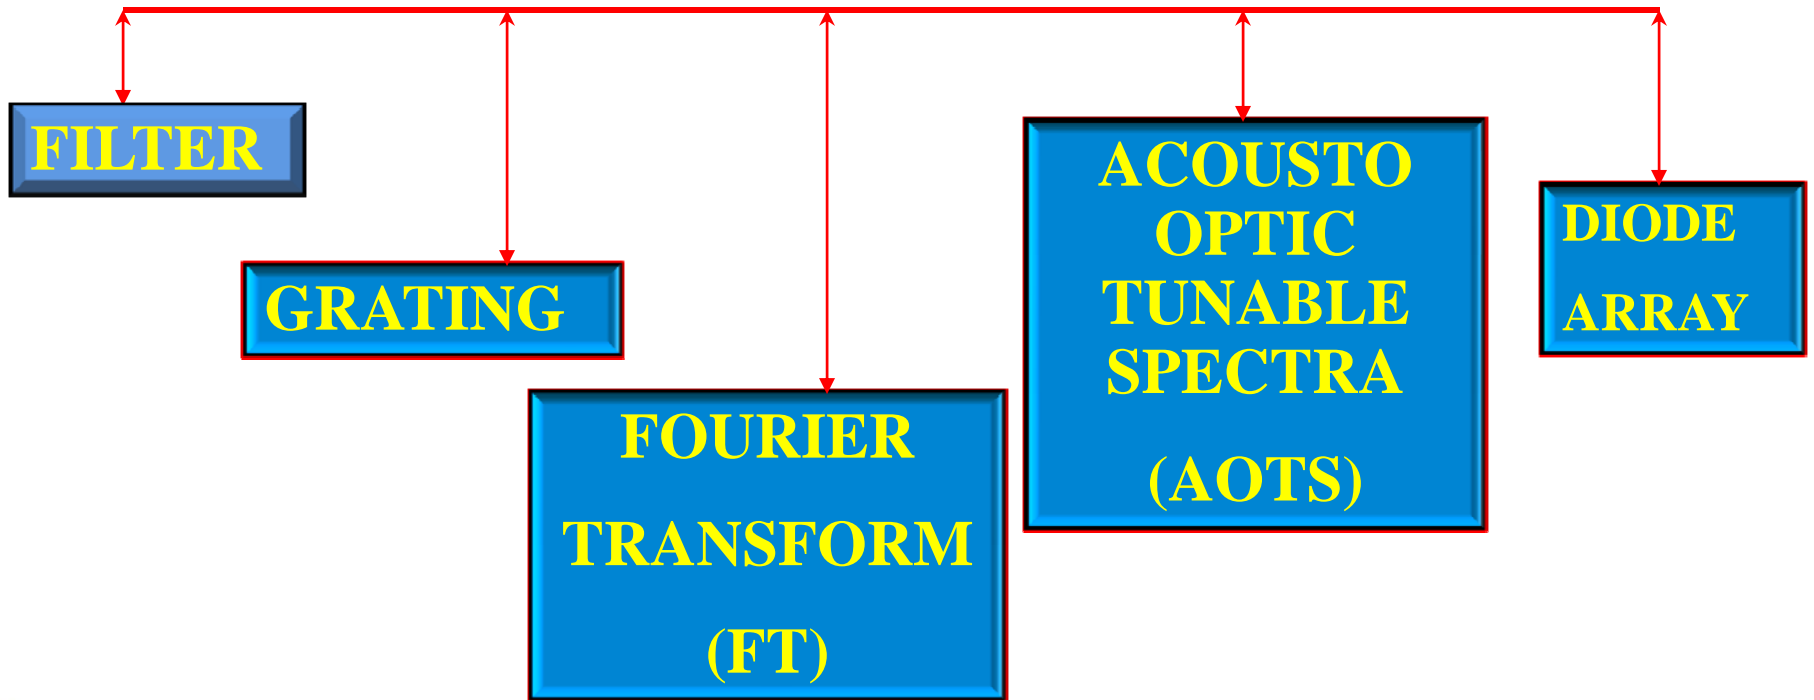 FILTER
GRATING
FOURIER
TRANSFORM
(FT)
ACOUSTO
OPTIC
TUNABLE
SPECTRA
(AOTS)
DIODE
ARRAY